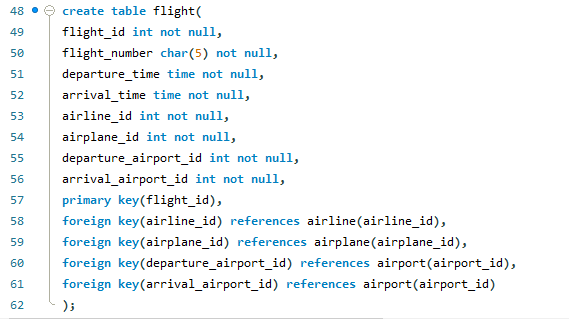 48 create table flight(
49 flight_id int not null,
50 flight_number char(5) not null,
51 departure_time time not null,
52 arrival_time time not null,
53 airline_id int not null,
54 airplane_id int not null,
55 departure_airport_id int not null,
56 arrival_airport_id int not null,
57 primary key(flight_id),
58 foreign key(airline_id) references airline(airline_id),
59 foreign key(airplane_id) references airplane(airplane_id),
60 foreign key(departure_airport_id) references airport(airport_id),
61 foreign key(arrival_airport_id) references airport(airport_id)
62 );